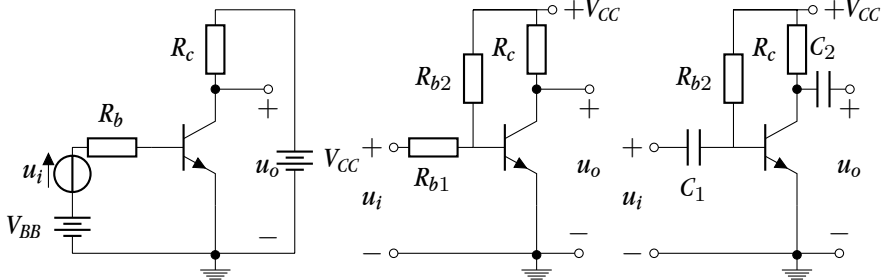 R_c
R_b
u_i
V_BB
+
u_o
−
V_CC
+V_CC
R_b2
R_c
+
R_b1
u_i
−
+
u_o
−
+V_CC
R_b2
R_c
C_2
+
C_1
u_i
−
+
u_o
−